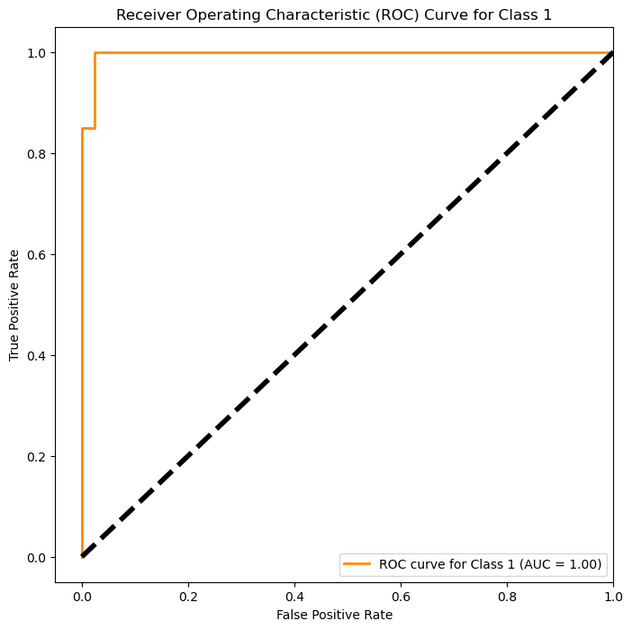 Receiver Operating Characteristic (ROC) Curve for Class 1
1.0
0.8
0.6
0.4
0.2
0.0
True Positive Rate
ROC curve for Class 1 (AUC = 1.00)
0.0 0.2 0.4 0.6 0.8 1.0
False Positive Rate